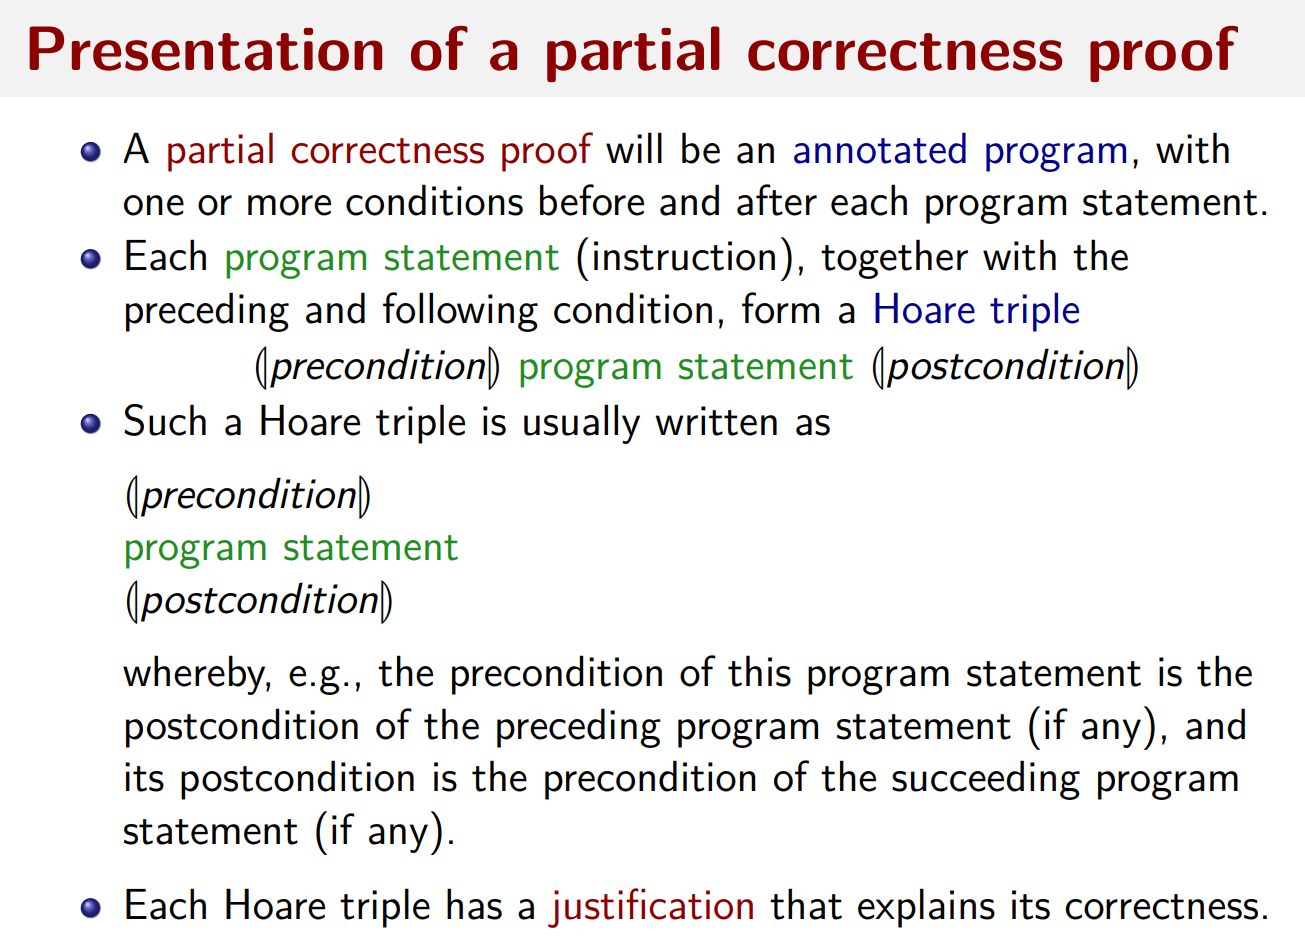 Presentation of a partial correctness proof
A partial correctness proof will be an annotated program, with
one or more conditions before and after each program statement.
Each program statement (instruction), together with the
preceding and following condition, form a Hoare triple
⦇precondition⦈ program statement ⦇postcondition⦈
Such a Hoare triple is usually written as
⦇precondition⦈
program statement
⦇postcondition⦈
whereby, e.g., the precondition of this program statement is the
postcondition of the preceding program statement (if any), and
its postcondition is the precondition of the succeeding program
statement (if any).
Each Hoare triple has a justification that explains its correctness.